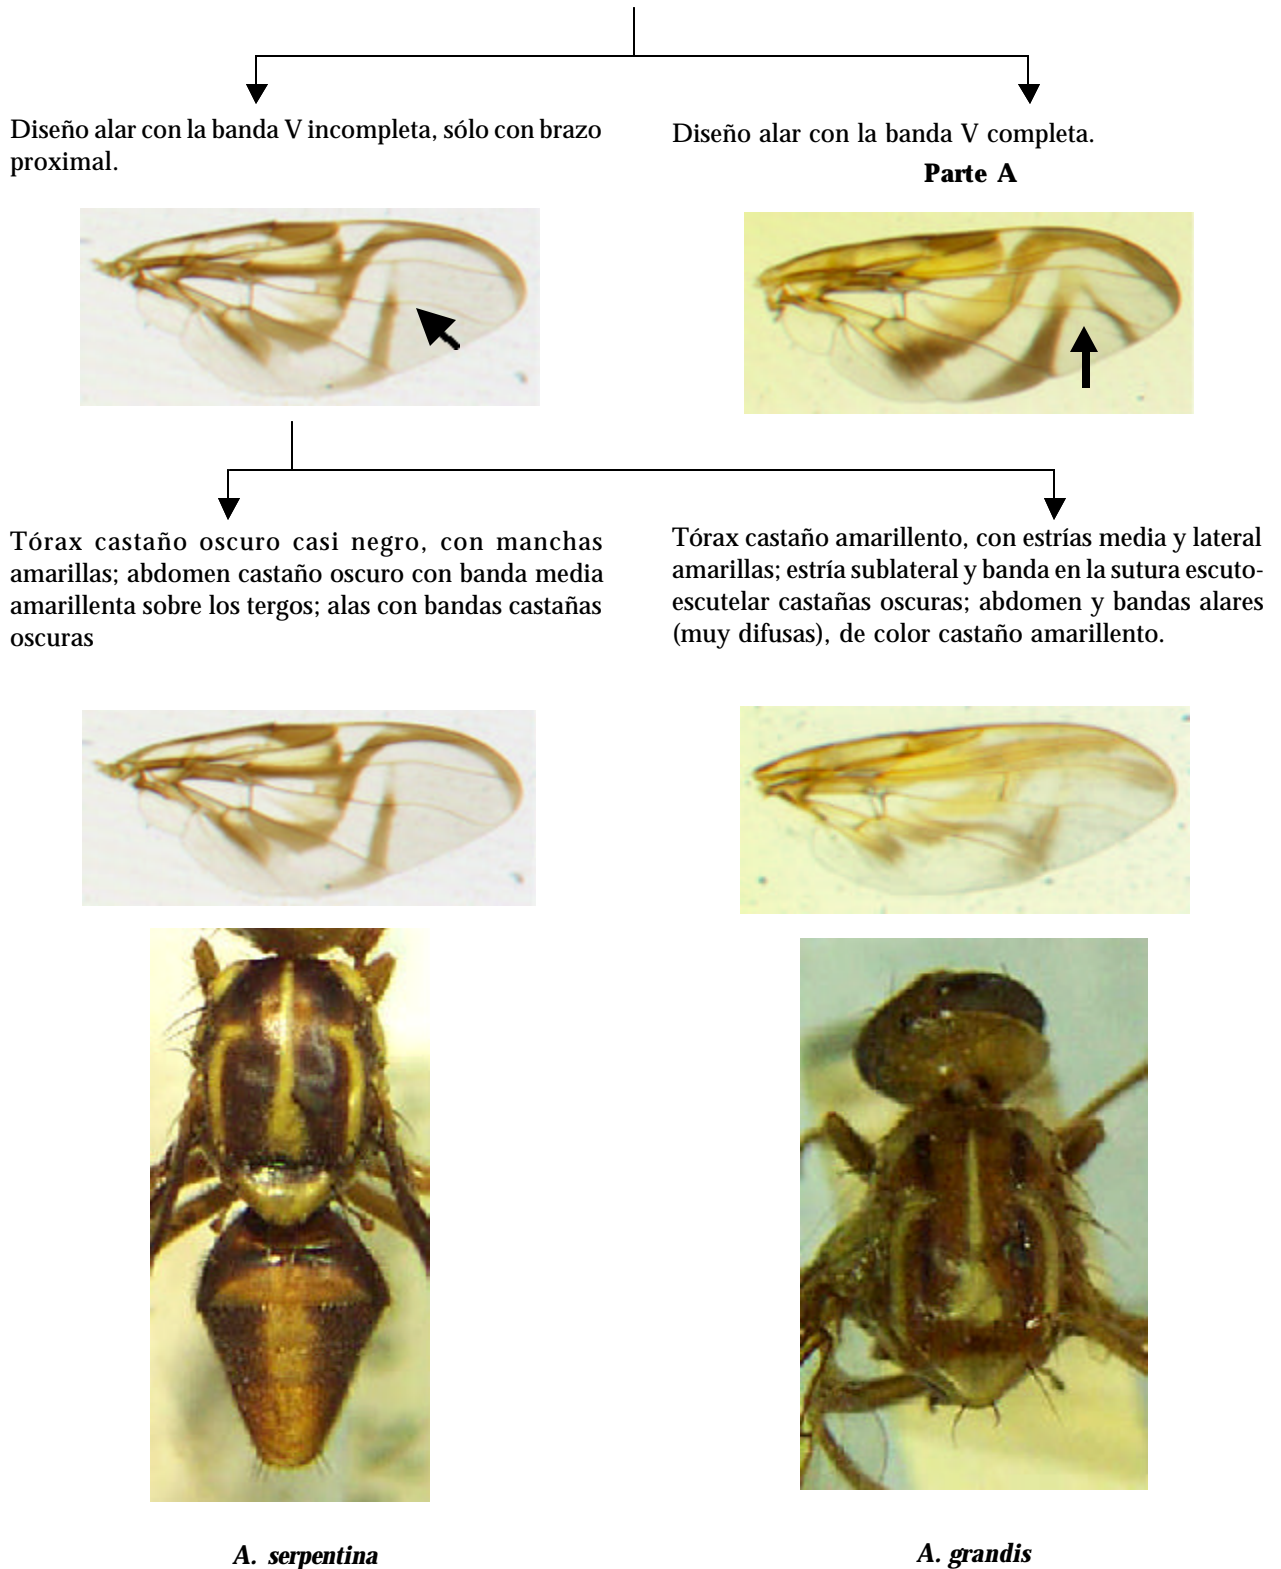 Diseño alar con la banda V incompleta, sólo con brazo
proximal.
Diseño alar con la banda V completa.
Parte A
Tórax castaño oscuro casi negro, con manchas
amarillas; abdomen castaño oscuro con banda media
amarillenta sobre los tergos; alas con bandas castañas
oscuras
Tórax castaño amarillento, con estrías media y lateral
amarillas; estría sublateral y banda en la sutura escuto-
escutelar castañas oscuras; abdomen y bandas alares
(muy difusas), de color castaño amarillento.
A. serpentina
A. grandis